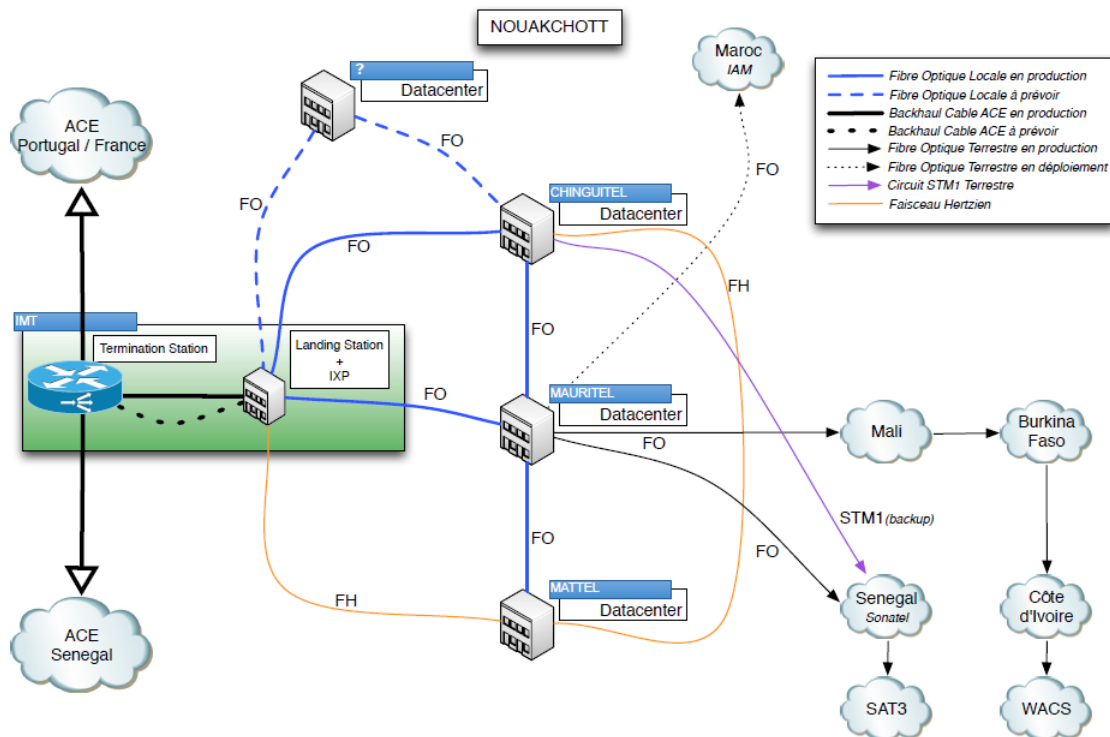 NOUAKCHOTT
Maroc
IAM
Fibre Optique Locale en production
Fibre Optique Locale à prévoir
Backhaul Cable ACE en production
Backhaul Cable ACE à prévoir
Fibre Optique Terrestre en production
Fibre Optique Terrestre en déploiement
Circuit STM1 Terrestre
Faisceau Hertzien
?
Datacenter
ACE
Portugal / France
FO
FO
FO
CHINGUITEL
Datacenter
FO
FH
IMT
Termination Station
Landing Station
+
IXP
FO
FO
MAURITEL
Datacenter
FO
Mali
Burkina
Faso
STM1 (backup)
FO
FO
FH
MATTEL
Datacenter
ACE
Senegal
Senegal
Sonatel
Côte
d'Ivoire
SAT3
WACS